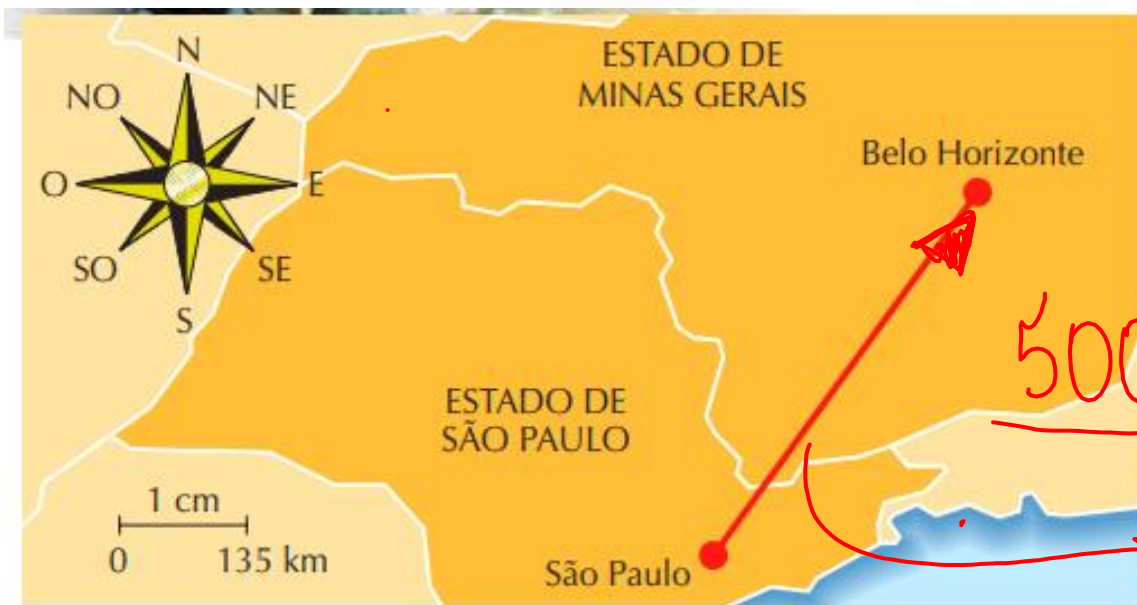 N
NO
NE
O
E
SO
SE
S
ESTADO DE
MINAS GERAIS
Belo Horizonte
500
ESTADO DE
SÃO PAULO
1 cm
0
135 km
São Paulo